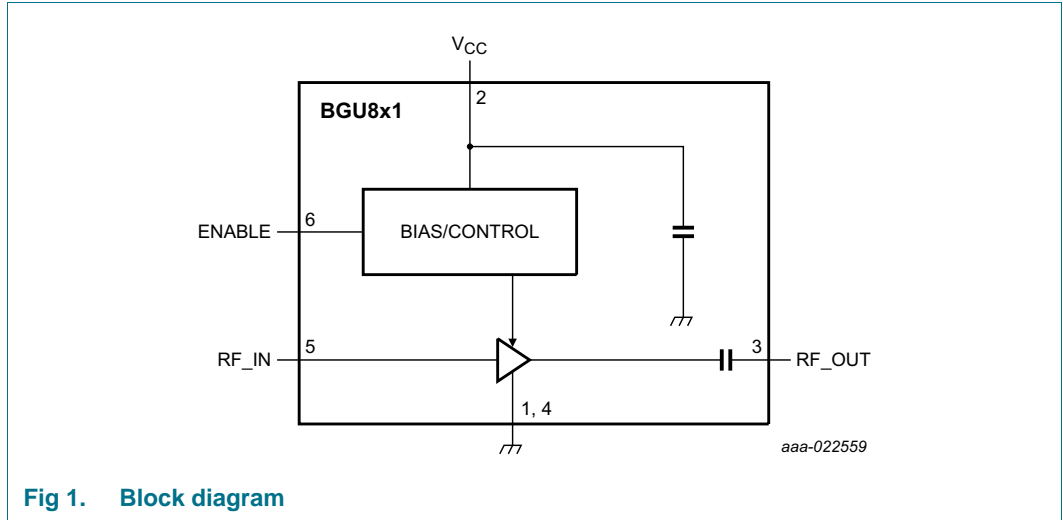 VCC
2
BGU8x1
6
ENABLE
BIAS/CONTROL
5
RF_IN
3
RF_OUT
1, 4
aaa-022559
Fig 1. Block diagram